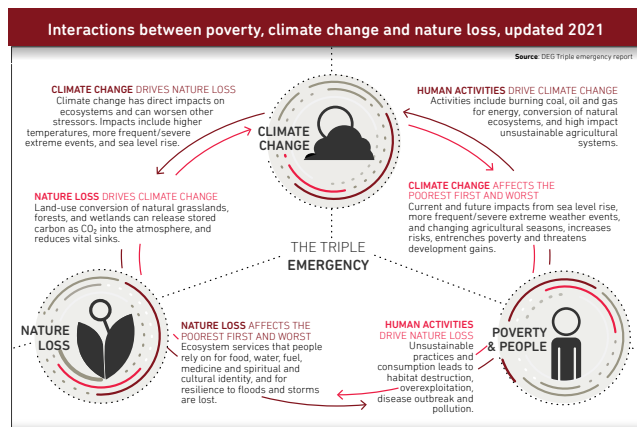 Interactions between poverty, climate change and nature loss, updated 2021
Source: DEG Triple emergency report
CLIMATE CHANGE DRIVES NATURE LOSS
Climate change has direct impacts on
ecosystems and can worsen other
stressors. Impacts include higher
temperatures, more frequent/severe
extreme events, and sea level rise.
CLIMATE
CHANGE
HUMAN ACTIVITIES DRIVE CLIMATE CHANGE
Activities include burning coal, oil and gas
for energy, conversion of natural
ecosystems, and high impact
unsustainable agricultural
systems.
NATURE LOSS DRIVES CLIMATE CHANGE
Land-use conversion of natural grasslands,
forests, and wetlands can release stored
carbon as CO₂ into the atmosphere, and
reduces vital sinks.
CLIMATE CHANGE AFFECTS THE
POOREST FIRST AND WORST
Current and future impacts from sea level rise,
more frequent/severe extreme weather events,
and changing agricultural seasons, increases
risks, entrenches poverty and threatens
development gains.
THE TRIPLE
EMERGENCY
NATURE
LOSS
NATURE LOSS AFFECTS THE
POOREST FIRST AND WORST
Ecosystem services that people
rely on for food, water, fuel,
medicine and spiritual and
cultural identity, and for
resilience to floods and storms
are lost.
HUMAN ACTIVITIES
DRIVE NATURE LOSS
Unsustainable
practices and
consumption leads to
habitat destruction,
overexploitation,
disease outbreak and
pollution.
POVERTY
& PEOPLE